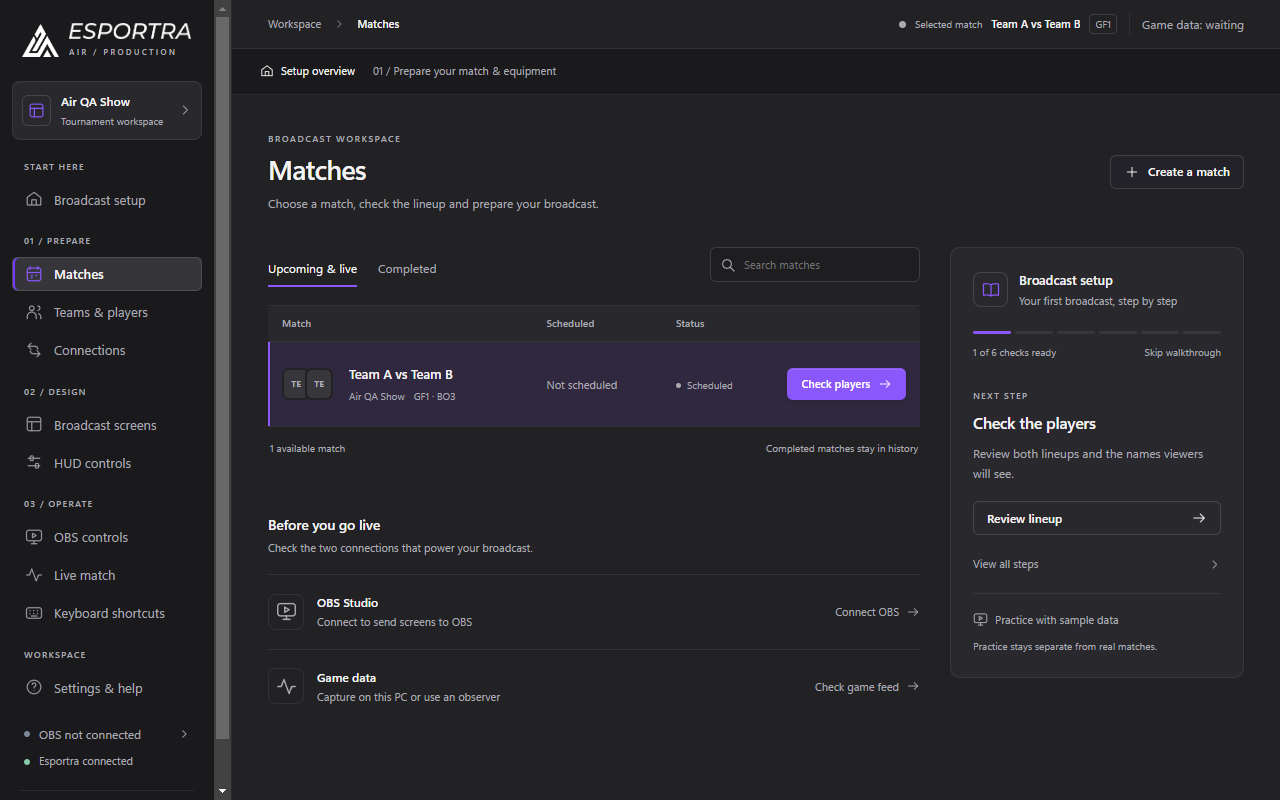 ESPORTRA
AIR / PRODUCTION
Air QA Show
Tournament workspace
START HERE
Broadcast setup
01 / PREPARE
Matches
Teams & players
Connections
02 / DESIGN
Broadcast screens
HUD controls
03 / OPERATE
OBS controls
Live match
Keyboard shortcuts
WORKSPACE
Settings & help
OBS not connected
Esportra connected
Workspace > Matches
Selected match Team A vs Team B GF1 Game data: waiting
Setup overview 01 / Prepare your match & equipment
BROADCAST WORKSPACE
Matches
Choose a match, check the lineup and prepare your broadcast.
+ Create a match
Upcoming & live Completed
Search matches
Match Scheduled Status
TE TE Team A vs Team B
Air QA Show GF1 · BO3
Not scheduled
Scheduled
Check players →
1 available match
Completed matches stay in history
Before you go live
Check the two connections that power your broadcast.
OBS Studio
Connect to send screens to OBS
Connect OBS →
Game data
Capture on this PC or use an observer
Check game feed →
Broadcast setup
Your first broadcast, step by step
1 of 6 checks ready Skip walkthrough
NEXT STEP
Check the players
Review both lineups and the names viewers
will see.
Review lineup →
View all steps
Practice with sample data
Practice stays separate from real matches.